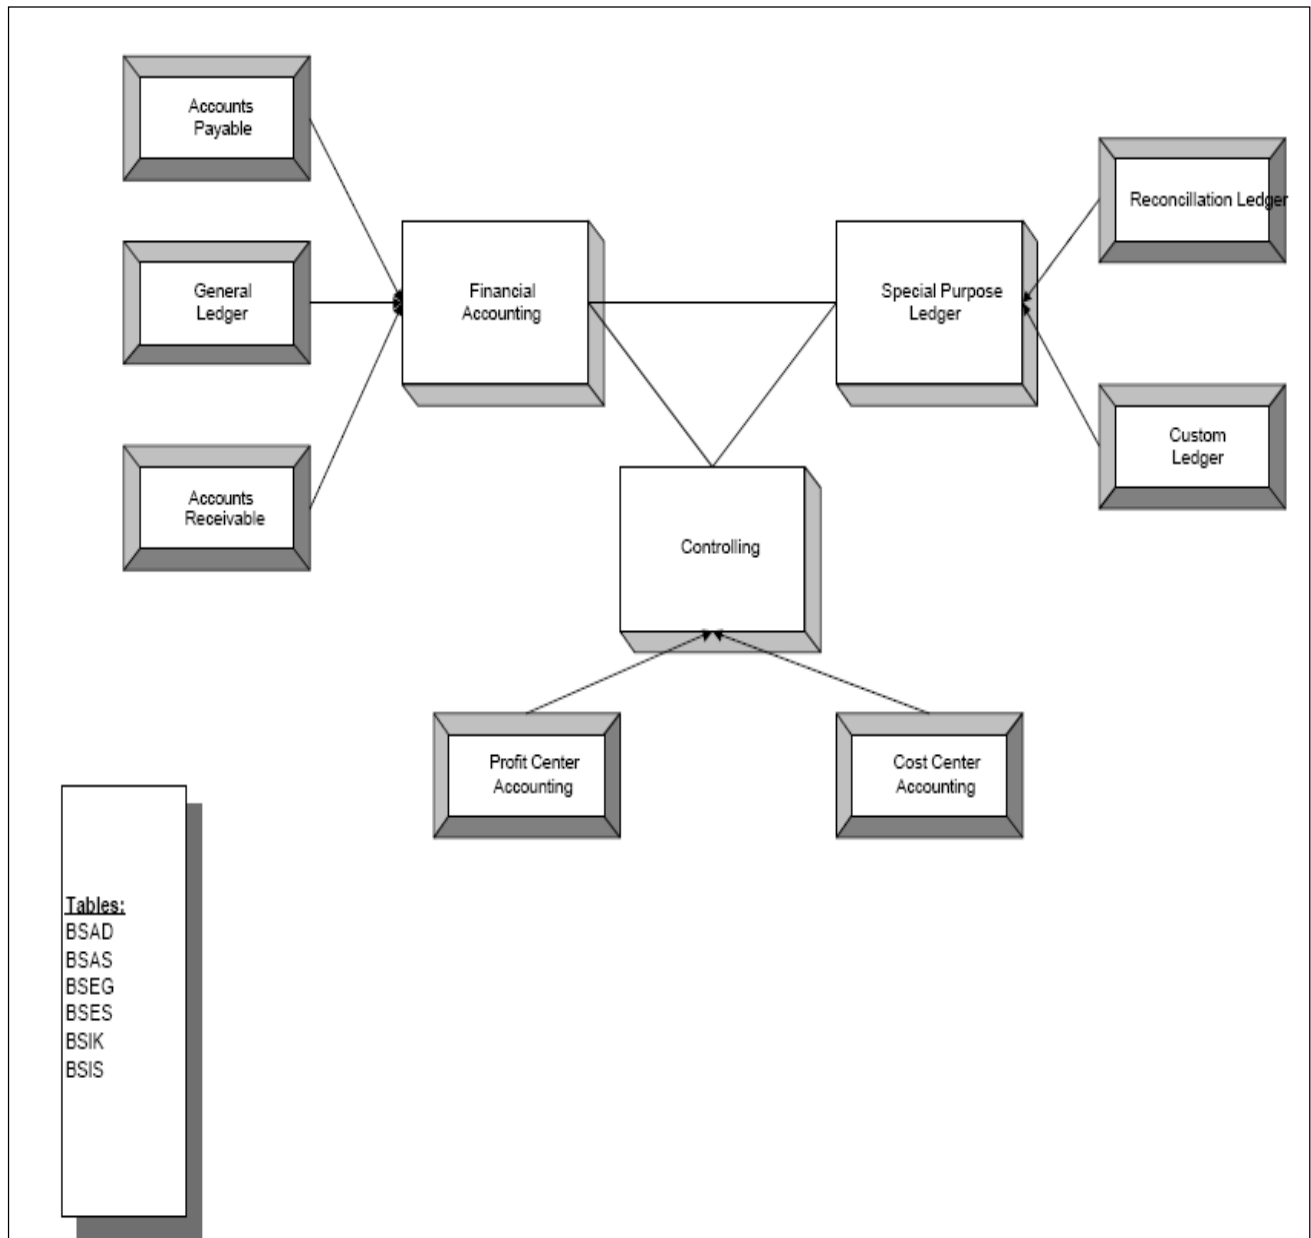 Accounts
Payable
General
Ledger
Accounts
Receivable
Financial
Accounting
Special Purpose
Ledger
Reconcillation Ledger
Custom
Ledger
Controlling
Profit Center
Accounting
Cost Center
Accounting
Tables:
BSAD
BSAS
BSEG
BSES
BSIK
BSIS